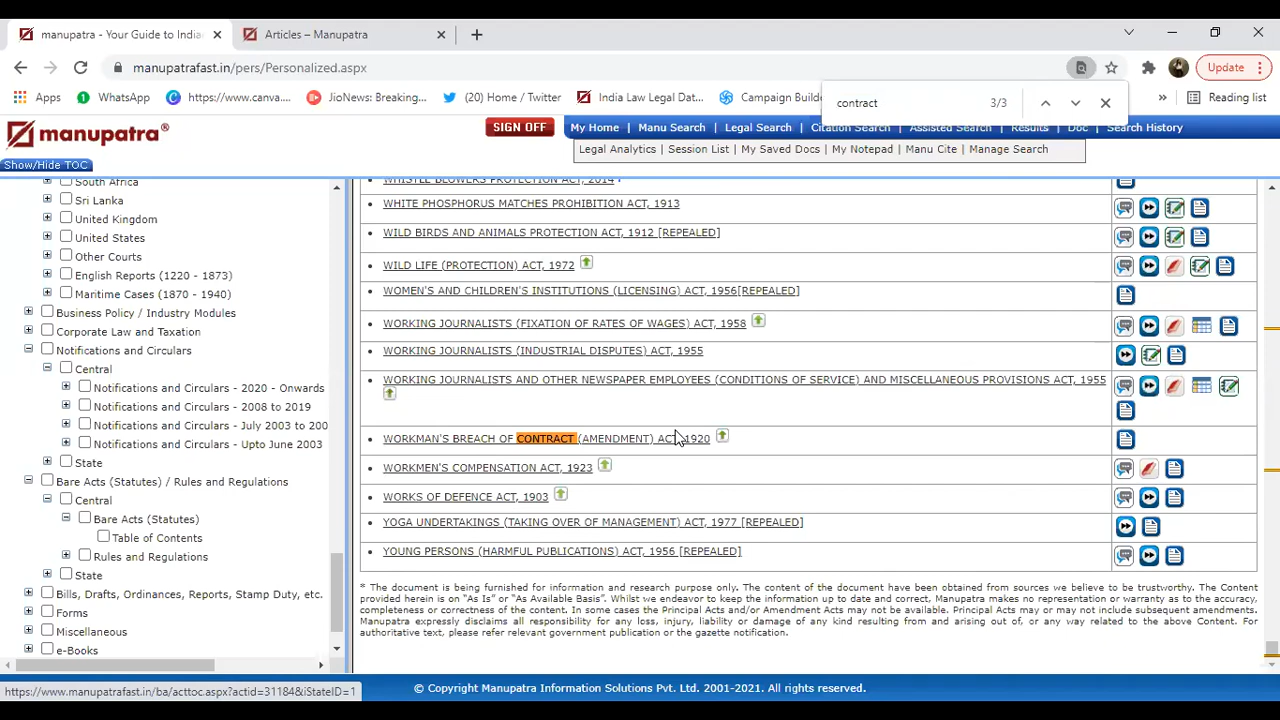 manupatra - Your Guide to India
Articles – Manupatra
manupatrafast.in/pers/Personalized.aspx
Update
Apps
WhatsApp
https://www.canva...
JioNews: Breaking...
(20) Home / Twitter
India Law Legal Dat...
Campaign Builde
Reading list
contract
3/3
manupatra®
SIGN OFF
My Home | Manu Search | Legal Search | Citation Search | Assisted Search | Results | Doc | Search History
Legal Analytics | Session List | My Saved Docs | My Notepad | Manu Cite | Manage Search
Show/Hide TOC
South Africa
Sri Lanka
United Kingdom
United States
Other Courts
English Reports (1220 - 1873)
Maritime Cases (1870 - 1940)
Business Policy / Industry Modules
Corporate Law and Taxation
Notifications and Circulars
Central
Notifications and Circulars - 2020 - Onwards
Notifications and Circulars - 2008 to 2019
Notifications and Circulars - July 2003 to 200
Notifications and Circulars - Upto June 2003
State
Bare Acts (Statutes) / Rules and Regulations
Central
Bare Acts (Statutes)
Table of Contents
Rules and Regulations
State
Bills, Drafts, Ordinances, Reports, Stamp Duty, etc.
Forms
Miscellaneous
e-Books
WHISTLE BLOWERS PROTECTION ACT, 2014
WHITE PHOSPHORUS MATCHES PROHIBITION ACT, 1913
WILD BIRDS AND ANIMALS PROTECTION ACT, 1912 [REPEALED]
WILD LIFE (PROTECTION) ACT, 1972
WOMEN'S AND CHILDREN'S INSTITUTIONS (LICENSING) ACT, 1956[REPEALED]
WORKING JOURNALISTS (FIXATION OF RATES OF WAGES) ACT, 1958
WORKING JOURNALISTS (INDUSTRIAL DISPUTES) ACT, 1955
WORKING JOURNALISTS AND OTHER NEWSPAPER EMPLOYEES (CONDITIONS OF SERVICE) AND MISCELLANEOUS PROVISIONS ACT, 1955
WORKMAN'S BREACH OF CONTRACT (AMENDMENT) ACT, 1920
WORKMEN'S COMPENSATION ACT, 1923
WORKS OF DEFENCE ACT, 1903
YOGA UNDERTAKINGS (TAKING OVER OF MANAGEMENT) ACT, 1977 [REPEALED]
YOUNG PERSONS (HARMFUL PUBLICATIONS) ACT, 1956 [REPEALED]
* The document is being furnished for information and research purpose only. The content of the document have been obtained from sources we believe to be trustworthy. The Content
provided herein is on "As Is" or "As Available Basis". Whilst we endeavor to keep the information up to date and correct, Manupatra makes no representation or warranty as to the accuracy,
completeness or correctness of the content. In some cases the Principal Acts and/or Amendment Acts may not be available. Principal Acts may or may not include subsequent amendments.
Manupatra expressly disclaims all responsibility for any loss, injury, liability or damage of any kind resulting from and arising out of, or any way related to the above Content. For
authoritative text, please refer relevant government publication or the gazette notification.
https://www.manupatrafast.in/ba/acttoc.aspx?actid=31184&iStateID=1
© Copyright Manupatra Information Solutions Pvt. Ltd. 2001-2021. All rights reserved.